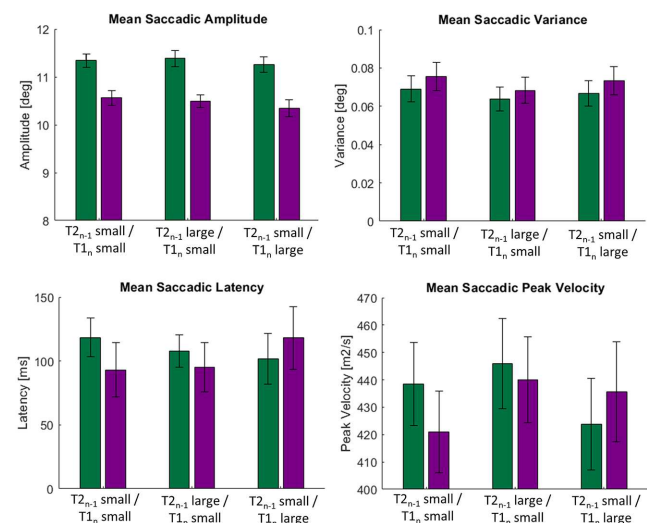 Mean Saccadic Amplitude
Amplitude [deg]
12
11
10
9
8
T2n-1 small / T2n-1 large / T2n-1 small /
T1n small T1n small T1n large
Mean Saccadic Variance
Variance [deg]
0.1
0.08
0.06
0.04
0.02
0
T2n-1 small / T2n-1 large / T2n-1 small /
T1n small T1n small T1n large
Mean Saccadic Latency
Latency [ms]
150
100
50
0
T2n-1 small / T2n-1 large / T2n-1 small /
T1n small T1n small T1n large
Mean Saccadic Peak Velocity
Peak Velocity [m2/s]
470
460
450
440
430
420
410
400
T2n-1 small / T2n-1 large / T2n-1 small /
T1n small T1n small T1n large